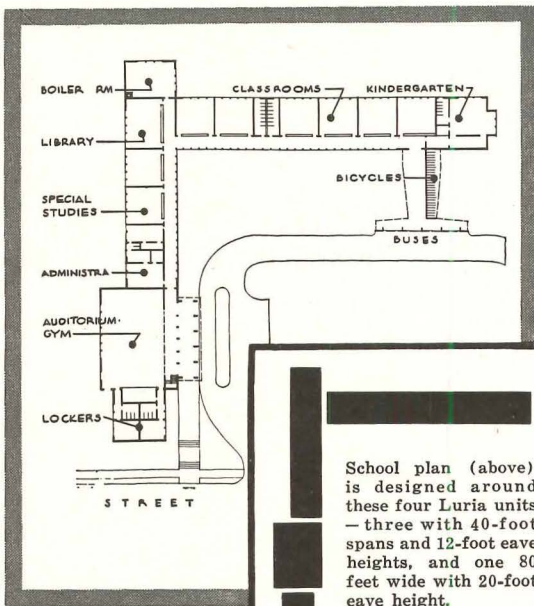 BOILER RM
CLASSROOMS
KINDERGARTEN
LIBRARY
BICYCLES
SPECIAL
STUDIES
BUSES
ADMINISTRA
AUDITORIUM·
GYM
LOCKERS
STREET
School plan (above)
is designed around
these four Luria units
— three with 40-foot
spans and 12-foot eave
heights, and one 80
feet wide with 20-foot
eave height.